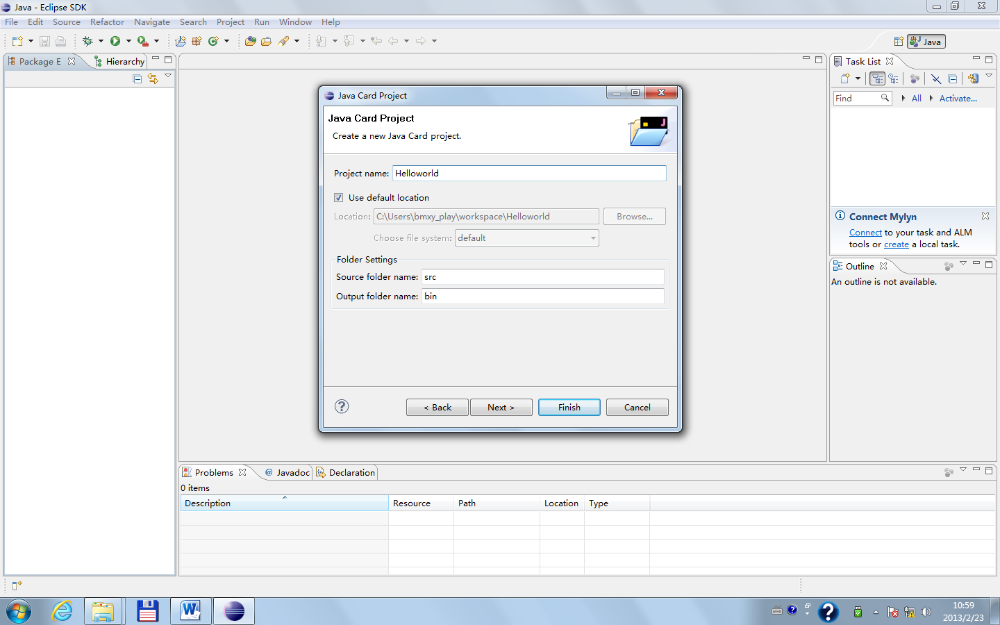 Java - Eclipse SDK
File Edit Source Refactor Navigate Search Project Run Window Help
Java
Package E
Hierarchy
Task List
Find
All
Activate...
Connect Mylyn
Connect to your task and ALM
tools or create a local task.
Outline
An outline is not available.
Java Card Project
Java Card Project
Create a new Java Card project.
Project name: Helloworld
Use default location
Location: C:\Users\bmxy_play\workspace\Helloworld Browse...
Choose file system: default
Folder Settings
Source folder name: src
Output folder name: bin
< Back Next > Finish Cancel
Problems @ Javadoc Declaration
0 items
Description Resource Path Location Type
10:59
2013/2/23